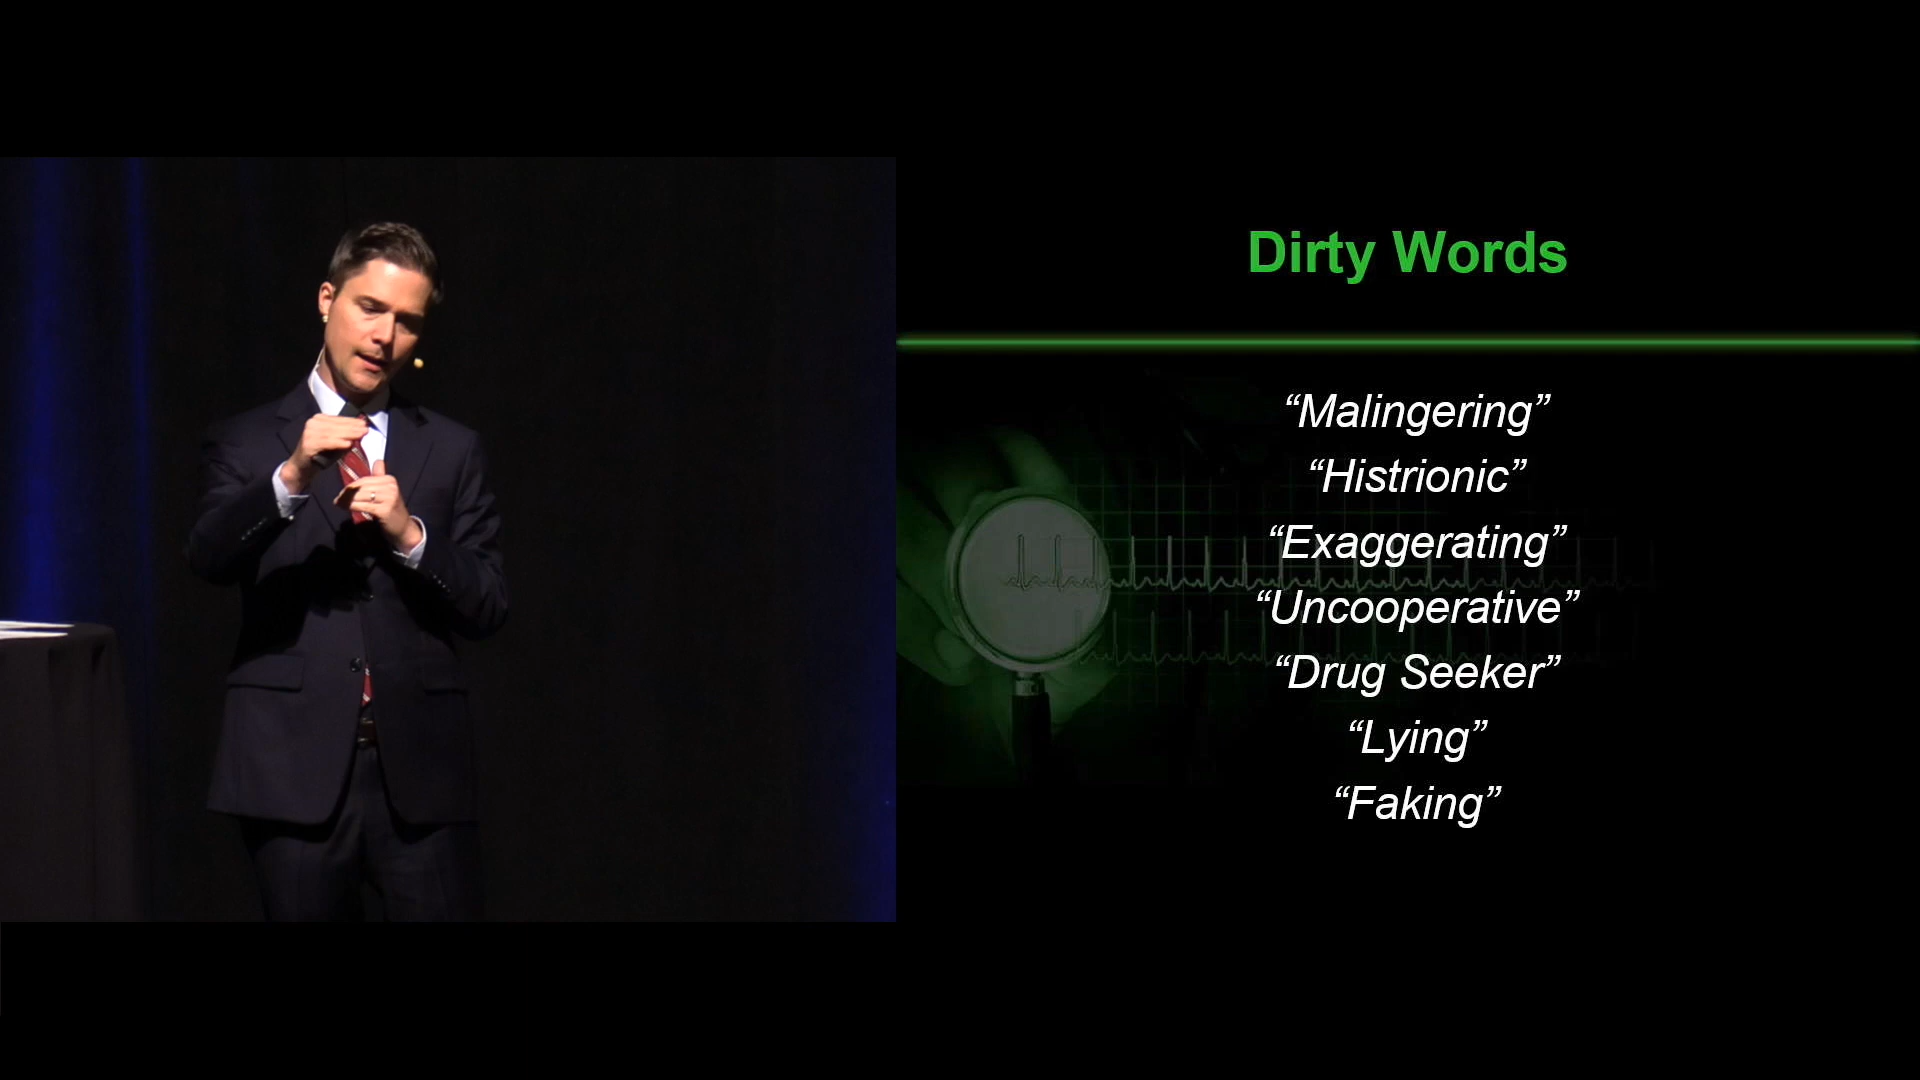 Dirty Words
“Malingering”
“Histrionic”
“Exaggerating”
“Uncooperative”
“Drug Seeker”
“Lying”
“Faking”